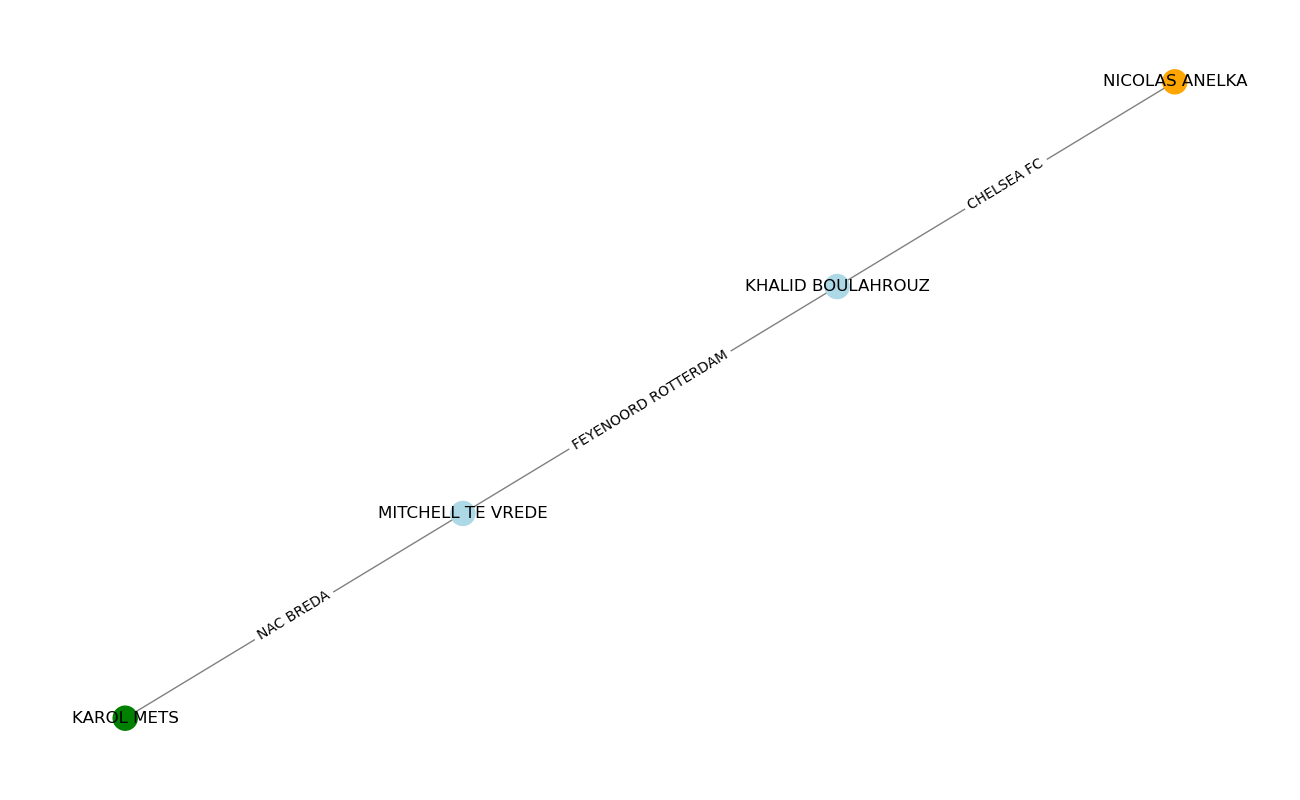 NICOLAS ANELKA
CHELSEA FC
KHALID BOULAHROUZ
FEYENOORD ROTTERDAM
MITCHELL TE VREDE
NAC BREDA
KAROL METS